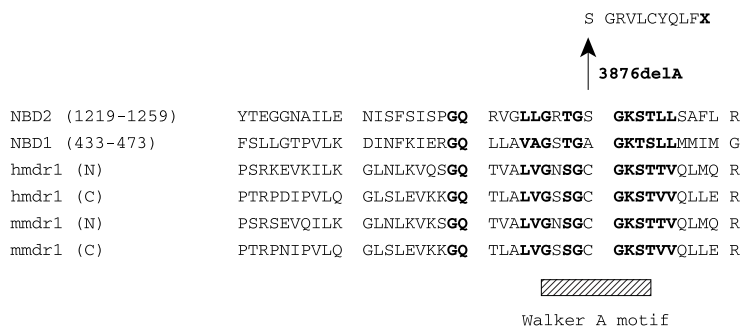 S GRVLCYQLFX
3876delA
NBD2 (1219-1259) YTEGGNAILE NISFSISPGQ RVGLLGRTGS GKSTLLSAFL R
NBD1 (433-473) FSLLGTPVLK DINFKIERGQ LLAVAGSTGA GKTSLLMMIM G
hmdr1 (N) PSRKEVKILK GLNLKVQSGQ TVALVGNSGC GKSTTVQLMQ R
hmdr1 (C) PTRPDIPVLQ GLSLEVKKGQ TLALVGSSGC GKSTVVQLLE R
mmdr1 (N) PSRSEVQILK GLNLKVKSGQ TVALVGNSGC GKSTTVQLMQ R
mmdr1 (C) PTRPNIPVLQ GLSLEVKKGQ TLALVGSSGC GKSTVVQLLE R
Walker A motif